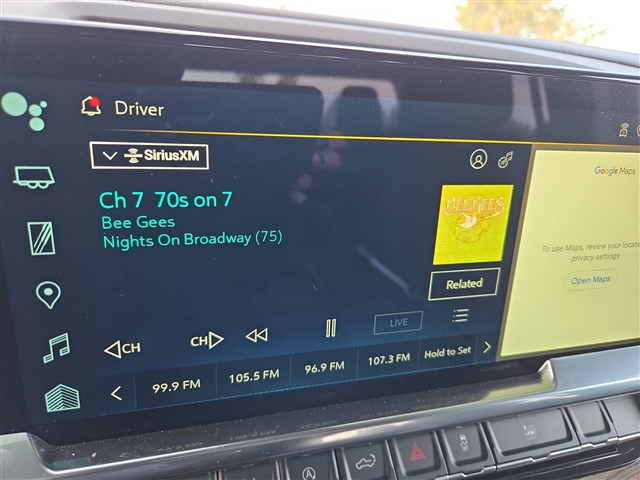 Driver
SiriusXM
Ch 7 70s on 7
Bee Gees
Nights On Broadway (75)
BEE GEES
Related
CH
CH
LIVE
99.9 FM
105.5 FM
96.9 FM
107.3 FM
Hold to Set
Google Maps
To use Maps, review your locatio
privacy settings
Open Maps
A